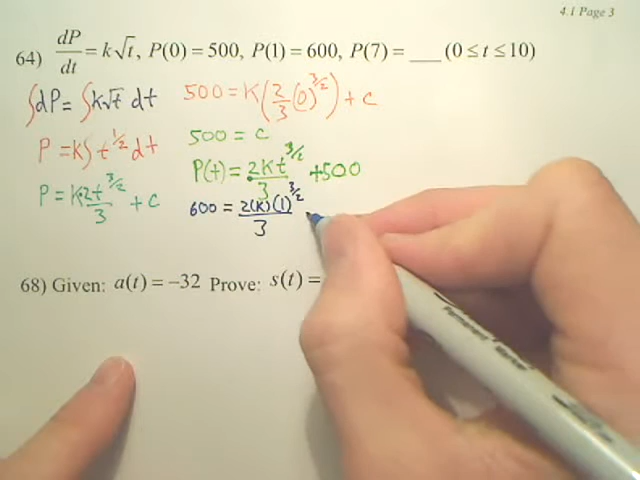 4.1 Page 3
64) dP/dt = k√t, P(0) = 500, P(1) = 600, P(7) = ___ (0 ≤ t ≤ 10)
∫dP = ∫k√t dt
500 = K(2/3 (0)^3/2) + C
P = K∫ t^1/2 dt
500 = C
P(t) = 2Kt^3/2 / 3 + 500
P = K 2t^3/2 / 3 + C
600 = 2(K)(1)^3/2 / 3
68) Given: a(t) = −32 Prove: s(t) =